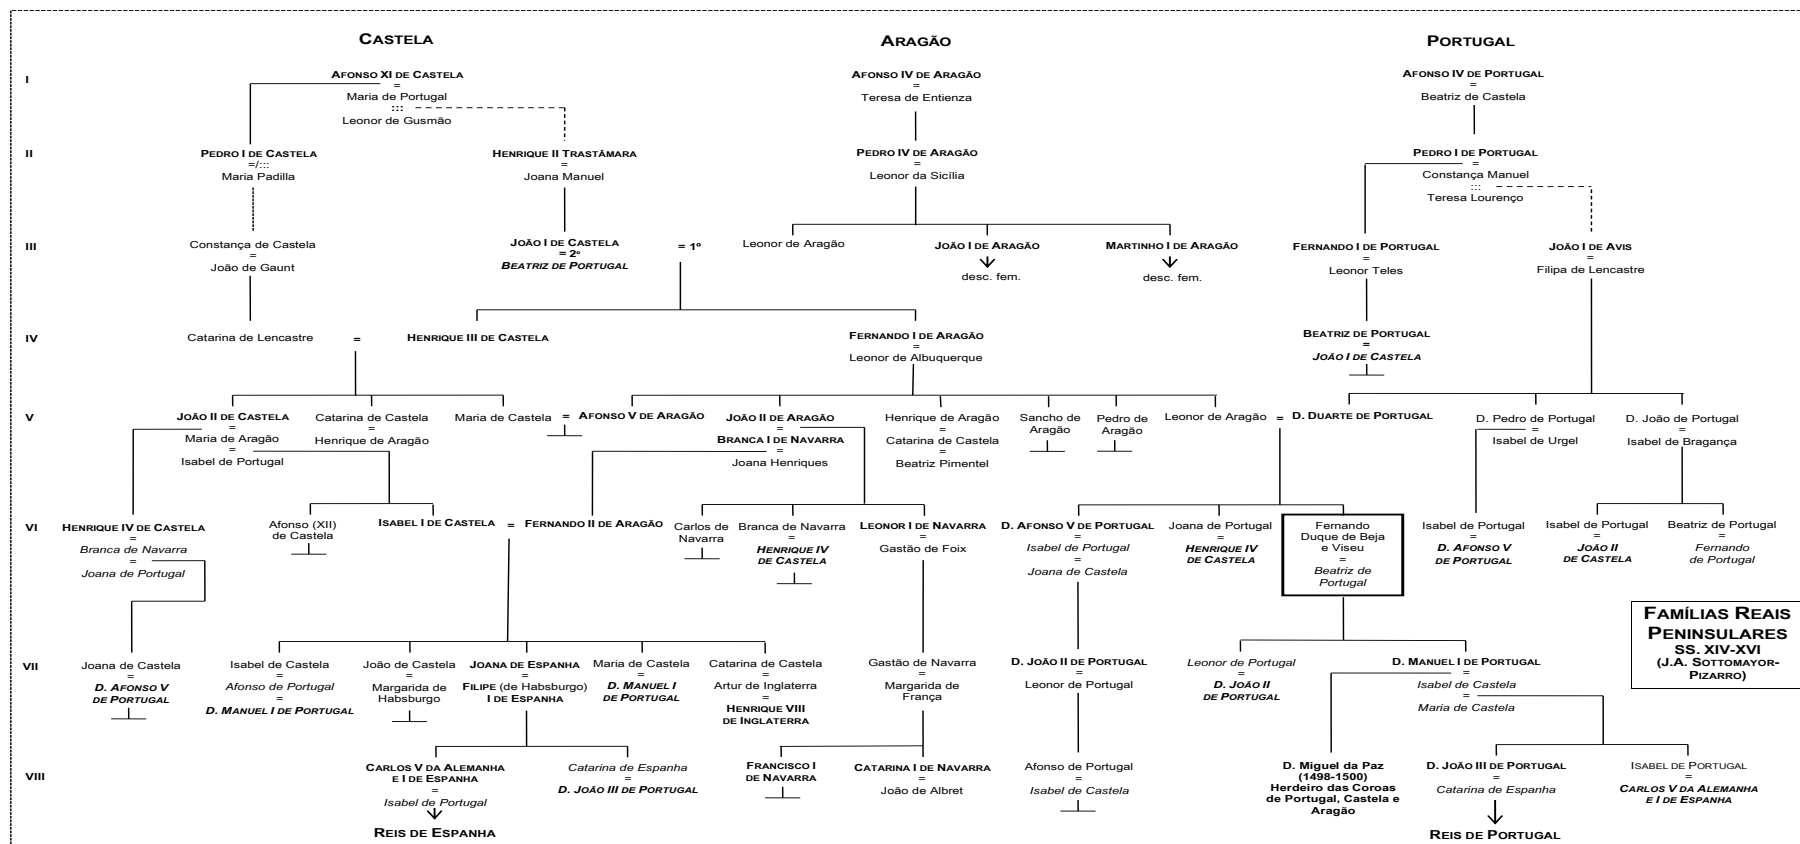 CASTELA
ARAGÃO
PORTUGAL
I
AFONSO XI DE CASTELA
=
Maria de Portugal
:::
Leonor de Gusmão
AFONSO IV DE ARAGÃO
=
Teresa de Entienza
AFONSO IV DE PORTUGAL
=
Beatriz de Castela
II
PEDRO I DE CASTELA
=/:::
Maria Padilla
HENRIQUE II TRASTÂMARA
=
Joana Manuel
PEDRO IV DE ARAGÃO
=
Leonor da Sicília
PEDRO I DE PORTUGAL
=
Constança Manuel
:::
Teresa Lourenço
III
Constança de Castela
=
João de Gaunt
JOÃO I DE CASTELA
= 2º
BEATRIZ DE PORTUGAL
= 1º
Leonor de Aragão
JOÃO I DE ARAGÃO
desc. fem.
MARTINHO I DE ARAGÃO
desc. fem.
FERNANDO I DE PORTUGAL
=
Leonor Teles
JOÃO I DE AVIS
=
Filipa de Lencastre
IV
Catarina de Lencastre
=
HENRIQUE III DE CASTELA
FERNANDO I DE ARAGÃO
=
Leonor de Albuquerque
BEATRIZ DE PORTUGAL
=
JOÃO I DE CASTELA
V
JOÃO II DE CASTELA
=
Maria de Aragão
=
Isabel de Portugal
Catarina de Castela
=
Henrique de Aragão
Maria de Castela
=
AFONSO V DE ARAGÃO
JOÃO II DE ARAGÃO
=
BRANCA I DE NAVARRA
=
Joana Henriques
Henrique de Aragão
=
Catarina de Castela
=
Beatriz Pimentel
Sancho de
Aragão
Pedro de
Aragão
Leonor de Aragão
=
D. DUARTE DE PORTUGAL
D. Pedro de Portugal
=
Isabel de Urgel
D. João de Portugal
=
Isabel de Bragança
VI
HENRIQUE IV DE CASTELA
=
Branca de Navarra
=
Joana de Portugal
Afonso (XII)
de Castela
ISABEL I DE CASTELA
=
FERNANDO II DE ARAGÃO
Carlos de
Navarra
Branca de Navarra
=
HENRIQUE IV
DE CASTELA
LEONOR I DE NAVARRA
=
Gastão de Foix
D. AFONSO V DE PORTUGAL
=
Isabel de Portugal
=
Joana de Castela
Joana de Portugal
=
HENRIQUE IV
DE CASTELA
Fernando
Duque de Beja
e Viseu
=
Beatriz de
Portugal
Isabel de Portugal
=
D. AFONSO V
DE PORTUGAL
Isabel de Portugal
=
JOÃO II
DE CASTELA
Beatriz de Portugal
=
Fernando
de Portugal
FAMÍLIAS REAIS
PENINSULARES
SS. XIV-XVI
(J.A. SOTTOMAYOR-
PIZARRO)
VII
Joana de Castela
=
D. AFONSO V
DE PORTUGAL
Isabel de Castela
=
Afonso de Portugal
=
D. MANUEL I DE PORTUGAL
João de Castela
=
Margarida de
Habsburgo
JOANA DE ESPANHA
=
FILIPE (de Habsburgo)
I DE ESPANHA
Maria de Castela
=
D. MANUEL I
DE PORTUGAL
Catarina de Castela
=
Artur de Inglaterra
=
HENRIQUE VIII
DE INGLATERRA
Gastão de Navarra
=
Margarida de
França
D. JOÃO II DE PORTUGAL
=
Leonor de Portugal
Leonor de Portugal
=
D. JOÃO II
DE PORTUGAL
D. MANUEL I DE PORTUGAL
=
Isabel de Castela
=
Maria de Castela
VIII
CARLOS V DA ALEMANHA
E I DE ESPANHA
=
Isabel de Portugal
REIS DE ESPANHA
Catarina de Espanha
=
D. JOÃO III DE PORTUGAL
FRANCISCO I
DE NAVARRA
CATARINA I DE NAVARRA
=
João de Albret
Afonso de Portugal
=
Isabel de Castela
D. Miguel da Paz
(1498-1500)
Herdeiro das Coroas
de Portugal, Castela e
Aragão
D. JOÃO III DE PORTUGAL
=
Catarina de Espanha
REIS DE PORTUGAL
ISABEL DE PORTUGAL
=
CARLOS V DA ALEMANHA
E I DE ESPANHA